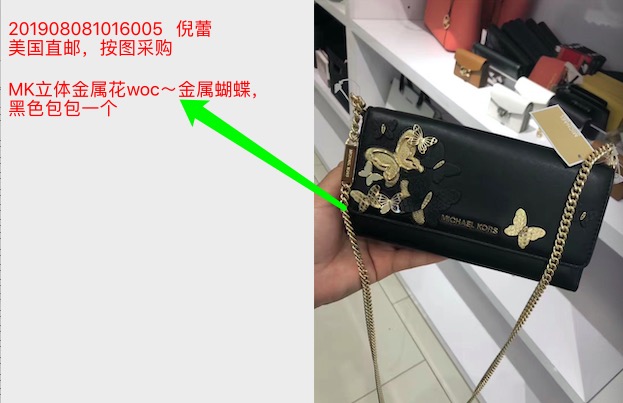 201908081016005 倪蕾
美国直邮，按图采购
MK立体金属花woc～金属蝴蝶，
黑色包包一个
MICHAEL KORS